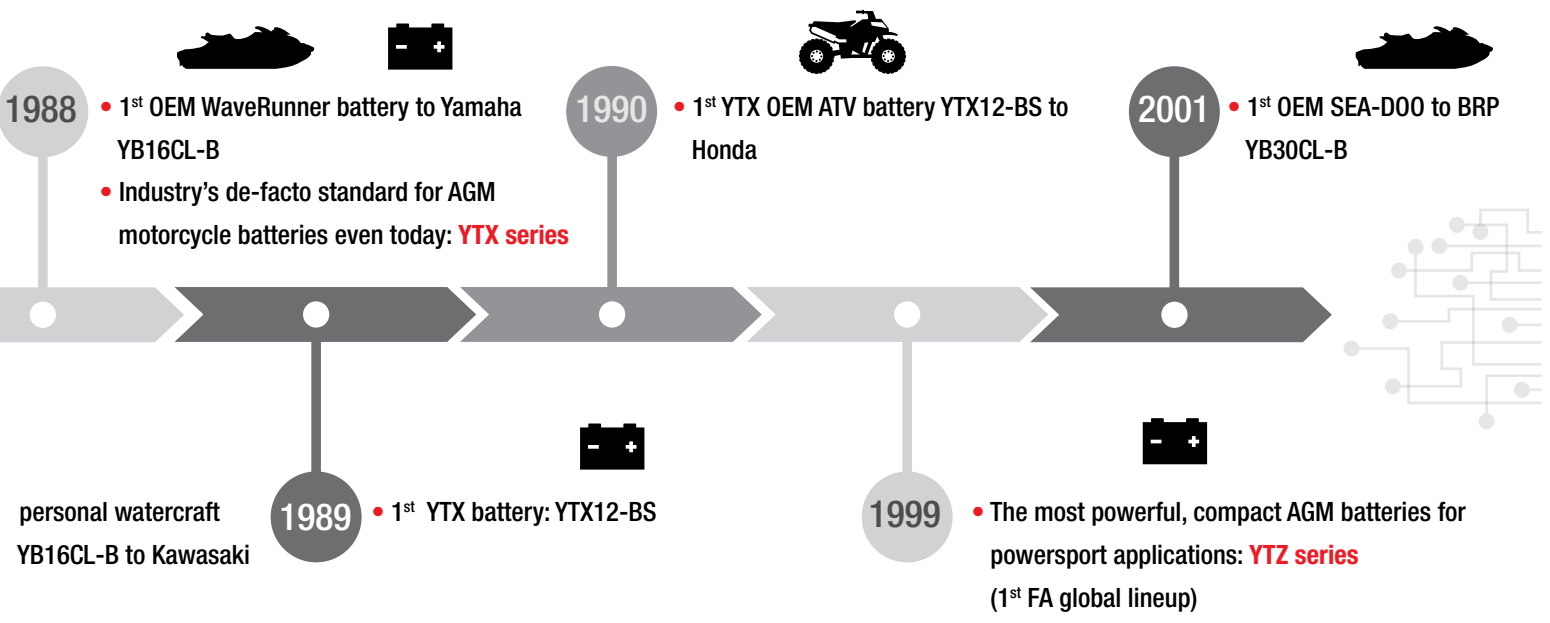 1988
• 1st OEM WaveRunner battery to Yamaha
YB16CL-B
• Industry’s de-facto standard for AGM
motorcycle batteries even today: YTX series
1990
• 1st YTX OEM ATV battery YTX12-BS to
Honda
2001
• 1st OEM SEA-DOO to BRP
YB30CL-B
personal watercraft
YB16CL-B to Kawasaki
1989
• 1st YTX battery: YTX12-BS
1999
• The most powerful, compact AGM batteries for
powersport applications: YTZ series
(1st FA global lineup)